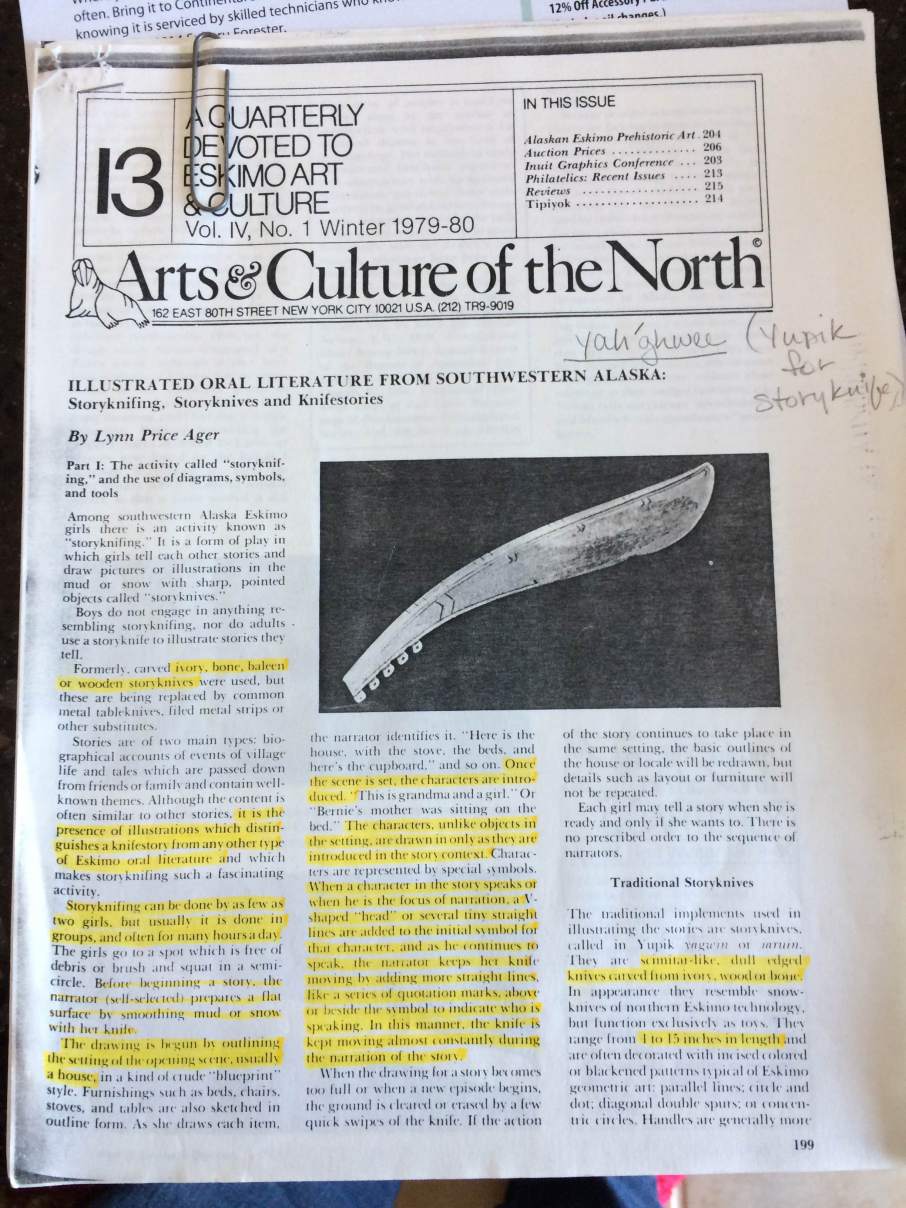 often. Bring it to
knowing it is serviced by skilled technicians who
Forester.
12% Off
13
A QUARTERLY
DEVOTED TO
ESKIMO ART
& CULTURE
Vol. IV, No. 1 Winter 1979-80
IN THIS ISSUE
Alaskan Eskimo Prehistoric Art . 204
Auction Prices . . . . . . . . . . . . . 206
Inuit Graphics Conference . . . 203
Philatelics: Recent Issues . . . . 213
Reviews . . . . . . . . . . . . . . . . . . 215
Tipiyok . . . . . . . . . . . . . . . . . . . 214
Arts & Culture of the North©
162 EAST 80TH STREET NEW YORK CITY 10021 U.S.A. (212) TR9-9019
yah'ghwee (Yupik
for
storyknife)
ILLUSTRATED ORAL LITERATURE FROM SOUTHWESTERN ALASKA:
Storyknifing, Storyknives and Knifestories
By Lynn Price Ager
Part I: The activity called "storyknif-
ing," and the use of diagrams, symbols,
and tools
Among southwestern Alaska Eskimo
girls there is an activity known as
"storyknifing." It is a form of play in
which girls tell each other stories and
draw pictures or illustrations in the
mud or snow with sharp, pointed
objects called "storyknives."
Boys do not engage in anything re-
sembling storyknifing, nor do adults
use a storyknife to illustrate stories they
tell.
Formerly, carved ivory, bone, baleen
or wooden storyknives were used, but
these are being replaced by common
metal tableknives, filed metal strips or
other substitutes.
Stories are of two main types: bio-
graphical accounts of events of village
life and tales which are passed down
from friends or family and contain well-
known themes. Although the content is
often similar to other stories, it is the
presence of illustrations which distin-
guishes a knifestory from any other type
of Eskimo oral literature and which
makes storyknifing such a fascinating
activity.
Storyknifing can be done by as few as
two girls, but usually it is done in
groups, and often for many hours a day.
The girls go to a spot which is free of
debris or brush and squat in a semi-
circle. Before beginning a story, the
narrator (self-selected) prepares a flat
surface by smoothing mud or snow
with her knife.
The drawing is begun by outlining
the setting of the opening scene, usually
a house, in a kind of crude "blueprint"
style. Furnishings such as beds, chairs,
stoves, and tables are also sketched in
outline form. As she draws each item,
the narrator identifies it. "Here is the
house, with the stove, the beds, and
here's the cupboard," and so on. Once
the scene is set, the characters are intro-
duced. "This is grandma and a girl." Or
"Bernie's mother was sitting on the
bed." The characters, unlike objects in
the setting, are drawn in only as they are
introduced in the story context. Charac-
ters are represented by special symbols.
When a character in the story speaks or
when he is the focus of narration, a V-
shaped "head" or several tiny straight
lines are added to the initial symbol for
that character, and as he continues to
speak, the narrator keeps her knife
moving by adding more straight lines,
like a series of quotation marks, above
or beside the symbol to indicate who is
speaking. In this manner, the knife is
kept moving almost constantly during
the narration of the story.
When the drawing for a story becomes
too full or when a new episode begins,
the ground is cleared or erased by a few
quick swipes of the knife. If the action
of the story continues to take place in
the same setting, the basic outlines of
the house or locale will be redrawn, but
details such as layout or furniture will
not be repeated.
Each girl may tell a story when she is
ready and only if she wants to. There is
no prescribed order to the sequence of
narrators.
Traditional Storyknives
The traditional implements used in
illustrating the stories are storyknives,
called in Yupik yaguin or
They are scimitar-like, dull edged
knives carved from ivory, wood or bone.
In appearance they resemble snow-
knives of northern Eskimo technology,
but function exclusively as toys. They
range from 4 to 15 inches in length and
are often decorated with incised colored
or blackened patterns typical of Eskimo
geometric art: parallel lines; circle and
dot; diagonal double spurs; or concen-
tric circles. Handles are generally more
199